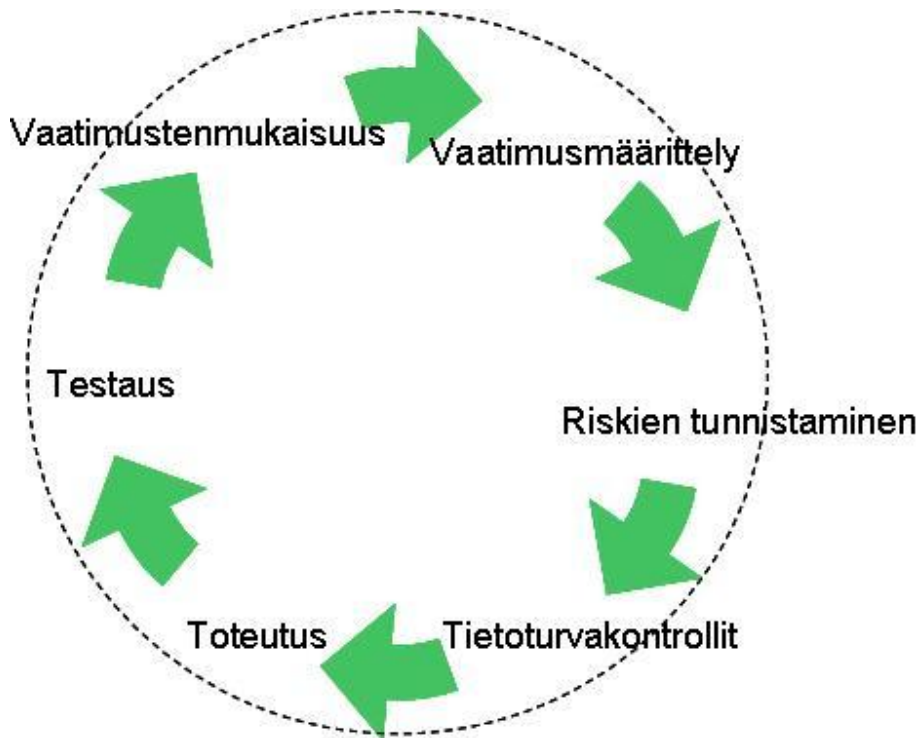 Vaatimustenmukaisuus
Vaatimusmäärittely
Testaus
Riskien tunnistaminen
Toteutus
Tietoturvakontrollit